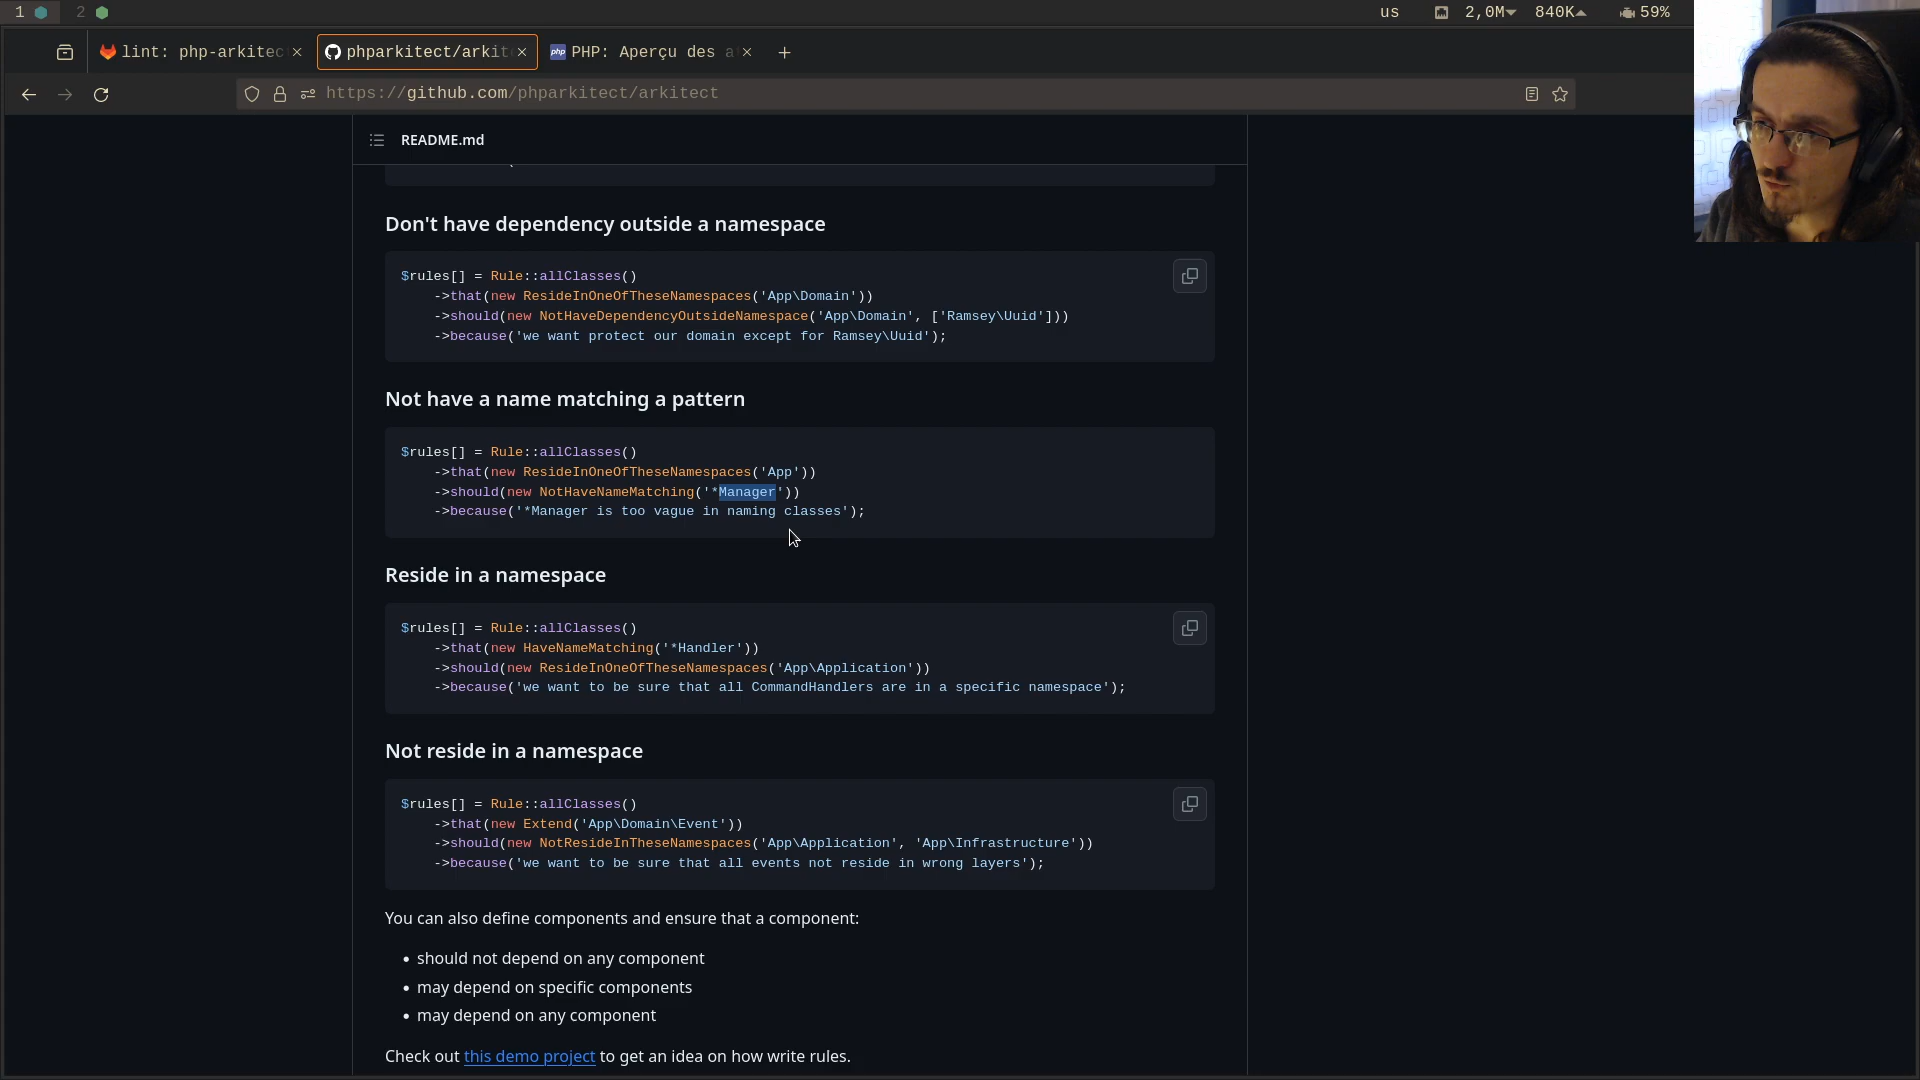 1 2 us 2,0M 840K 59%
lint: php-arkitec phparkitect/arkit PHP: Aperçu des a
https://github.com/phparkitect/arkitect
README.md
Don't have dependency outside a namespace
$rules[] = Rule::allClasses()
->that(new ResideInOneOfTheseNamespaces('App\Domain'))
->should(new NotHaveDependencyOutsideNamespace('App\Domain', ['Ramsey\Uuid']))
->because('we want protect our domain except for Ramsey\Uuid');
Not have a name matching a pattern
$rules[] = Rule::allClasses()
->that(new ResideInOneOfTheseNamespaces('App'))
->should(new NotHaveNameMatching('*Manager'))
->because('*Manager is too vague in naming classes');
Reside in a namespace
$rules[] = Rule::allClasses()
->that(new HaveNameMatching('*Handler'))
->should(new ResideInOneOfTheseNamespaces('App\Application'))
->because('we want to be sure that all CommandHandlers are in a specific namespace');
Not reside in a namespace
$rules[] = Rule::allClasses()
->that(new Extend('App\Domain\Event'))
->should(new NotResideInTheseNamespaces('App\Application', 'App\Infrastructure'))
->because('we want to be sure that all events not reside in wrong layers');
You can also define components and ensure that a component:
• should not depend on any component
• may depend on specific components
• may depend on any component
Check out this demo project to get an idea on how write rules.